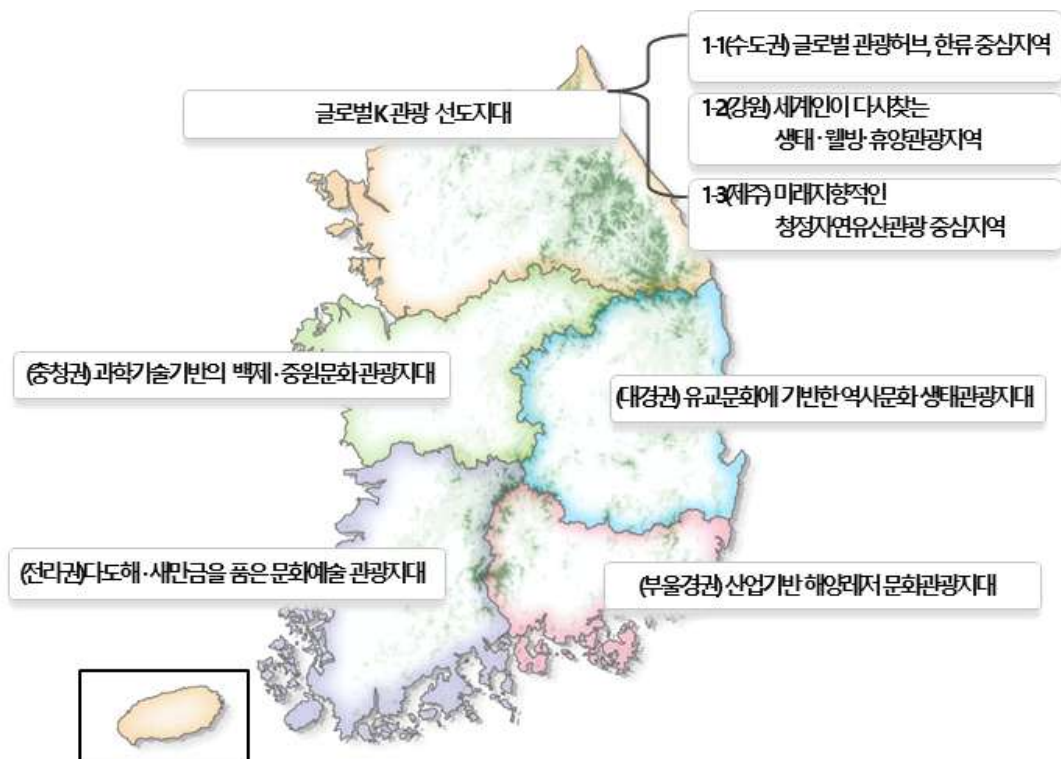 글로벌K관광 선도지대
1-1(수도권) 글로벌 관광허브, 한류 중심지역
1-2(강원) 세계인이 다시찾는
생태·웰빙·휴양관광지역
1-3(제주) 미래지향적인
청정자연유산관광 중심지역
(충청권) 과학기술기반의 백제·중원문화 관광지대
(대경권) 유교문화에 기반한 역사문화·생태관광지대
(전라권)다도해·새만금을 품은 문화예술 관광지대
(부울경권) 산업기반 해양레저 문화관광지대